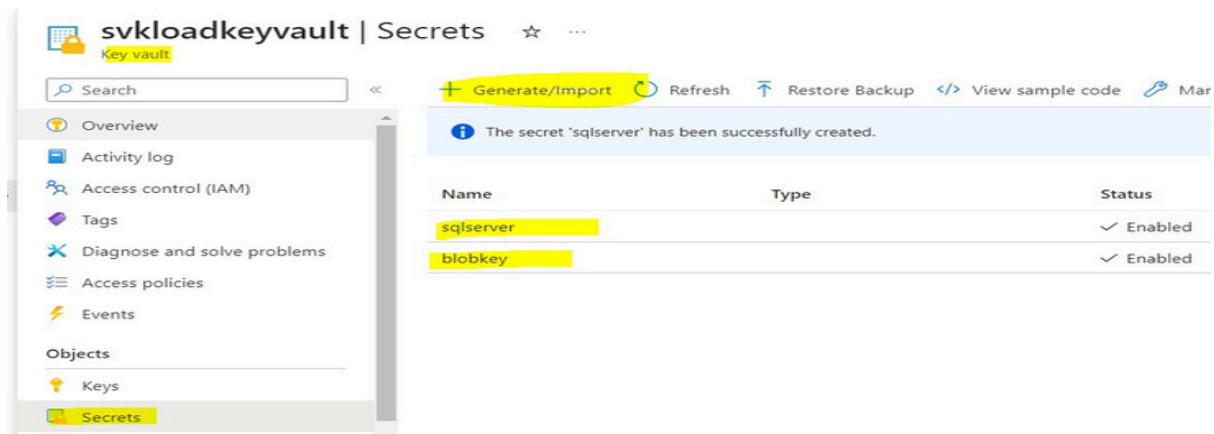 svkloadkeyvault | Secrets
Key vault
Search
Overview
Activity log
Access control (IAM)
Tags
Diagnose and solve problems
Access policies
Events
Objects
Keys
Secrets
Generate/Import Refresh Restore Backup </> View sample code Mar
The secret 'sqlserver' has been successfully created.
Name Type Status
sqlserver Enabled
blobkey Enabled